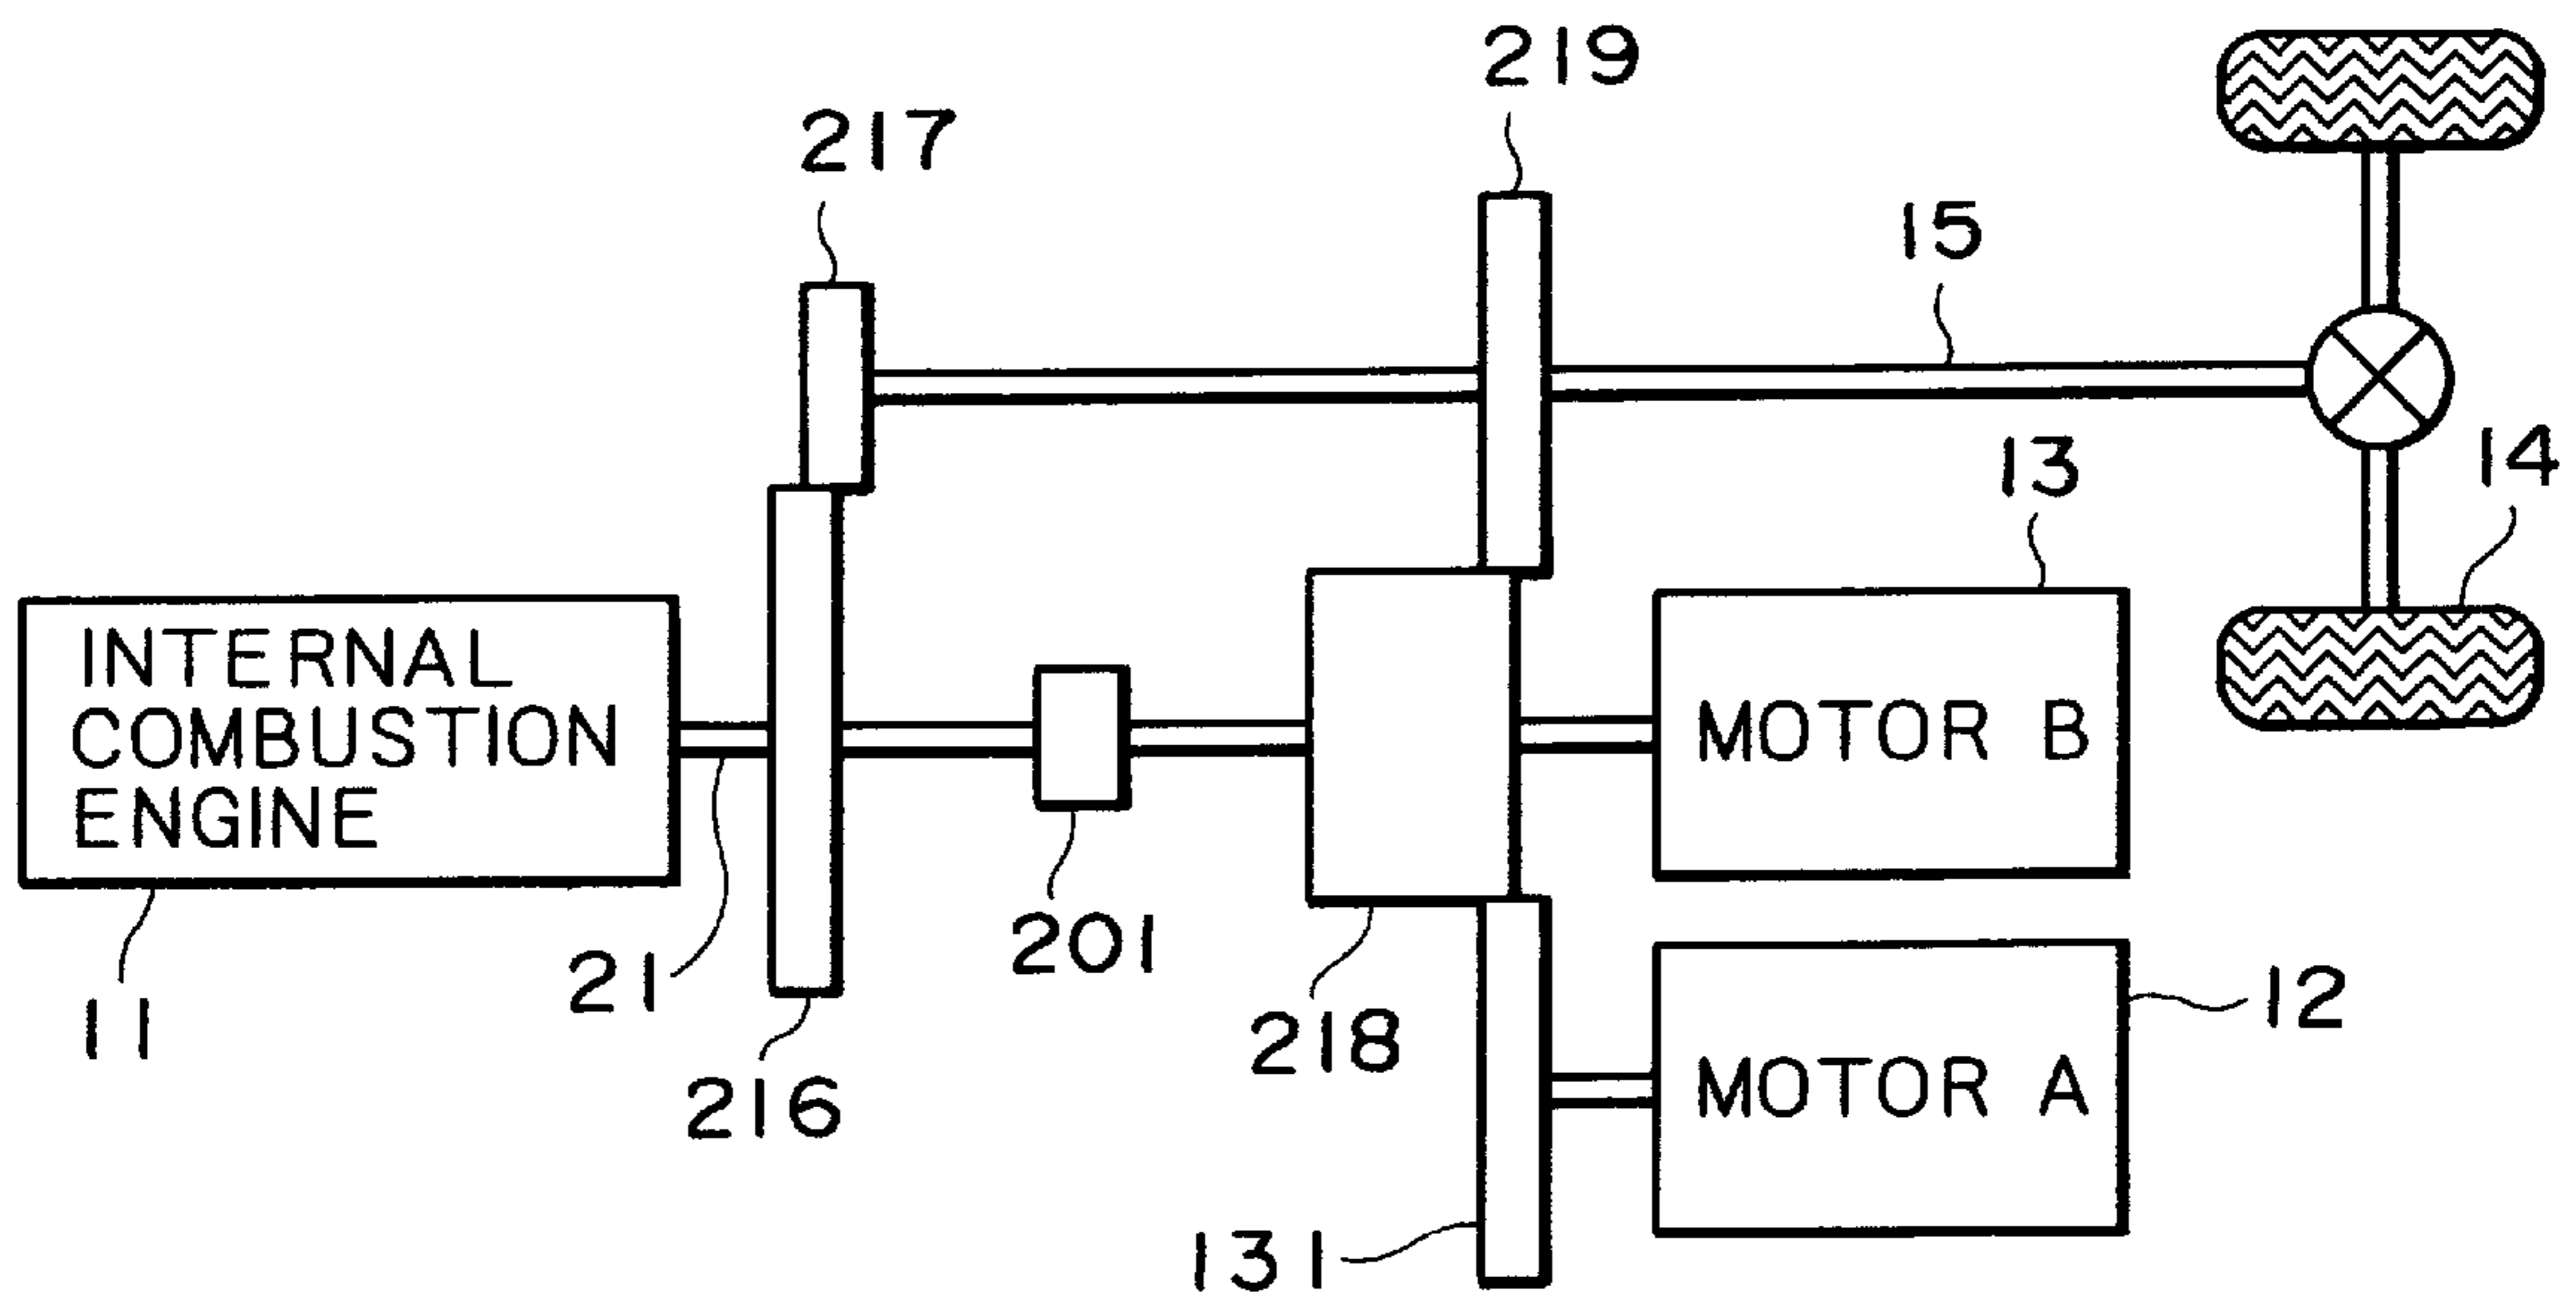 219
217
15
13
14
INTERNAL
COMBUSTION
ENGINE
MOTOR B
201
21
11
218
12
216
MOTOR A
131